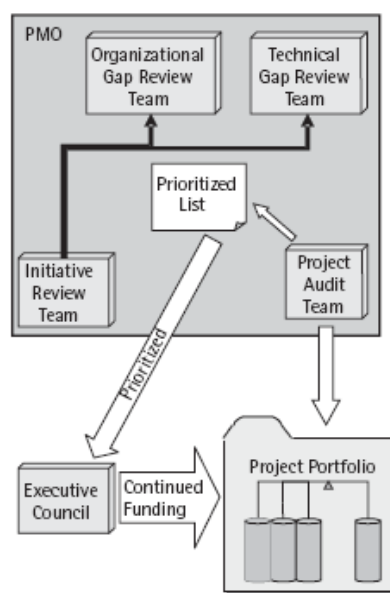 PMO
Organizational
Gap Review
Team
Technical
Gap Review
Team
Prioritized
List
Initiative
Review
Team
Project
Audit
Team
Prioritized
Executive
Council
Continued
Funding
Project Portfolio